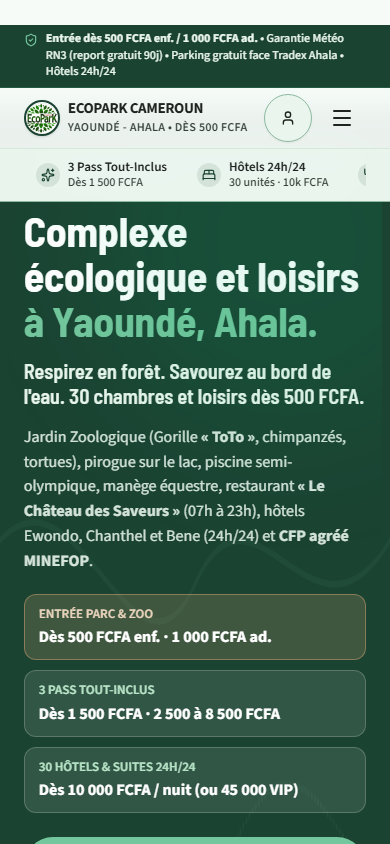 Entrée dès 500 FCFA enf. / 1 000 FCFA ad. • Garantie Météo
RN3 (report gratuit 90j) • Parking gratuit face Tradex Ahala •
Hôtels 24h/24
EcoPark
ECOPARK CAMEROUN
YAOUNDÉ - AHALA • DÈS 500 FCFA
3 Pass Tout-Inclus
Dès 1 500 FCFA
Hôtels 24h/24
30 unités · 10k FCFA
Complexe
écologique et loisirs
à Yaoundé, Ahala.
Respirez en forêt. Savourez au bord de
l'eau. 30 chambres et loisirs dès 500 FCFA.
Jardin Zoologique (Gorille « ToTo », chimpanzés,
tortues), pirogue sur le lac, piscine semi-
olympique, manège équestre, restaurant « Le
Château des Saveurs » (07h à 23h), hôtels
Ewondo, Chanthel et Bene (24h/24) et CFP agréé
MINEFOP.
ENTRÉE PARC & ZOO
Dès 500 FCFA enf. · 1 000 FCFA ad.
3 PASS TOUT-INCLUS
Dès 1 500 FCFA · 2 500 à 8 500 FCFA
30 HÔTELS & SUITES 24H/24
Dès 10 000 FCFA / nuit (ou 45 000 VIP)